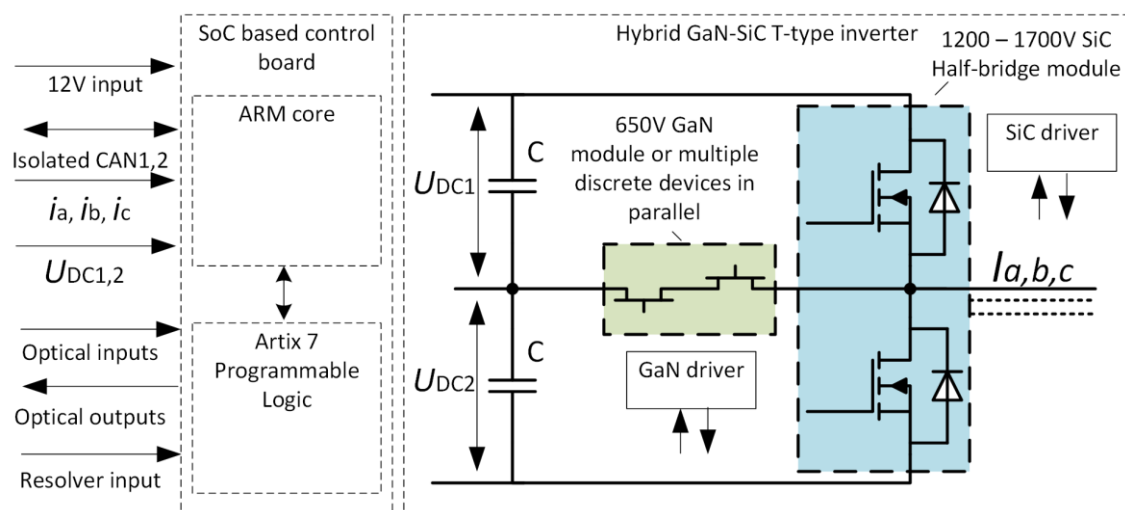 SoC based control
board
12V input
ARM core
Isolated CAN1,2
ia, ib, ic
UDC1,2
Optical inputs
Artix 7
Programmable
Logic
Optical outputs
Resolver input
Hybrid GaN-SiC T-type inverter
1200 – 1700V SiC
Half-bridge module
650V GaN
module or multiple
discrete devices in
parallel
SiC driver
C
UDC1
Ia,b,c
C
UDC2
GaN driver